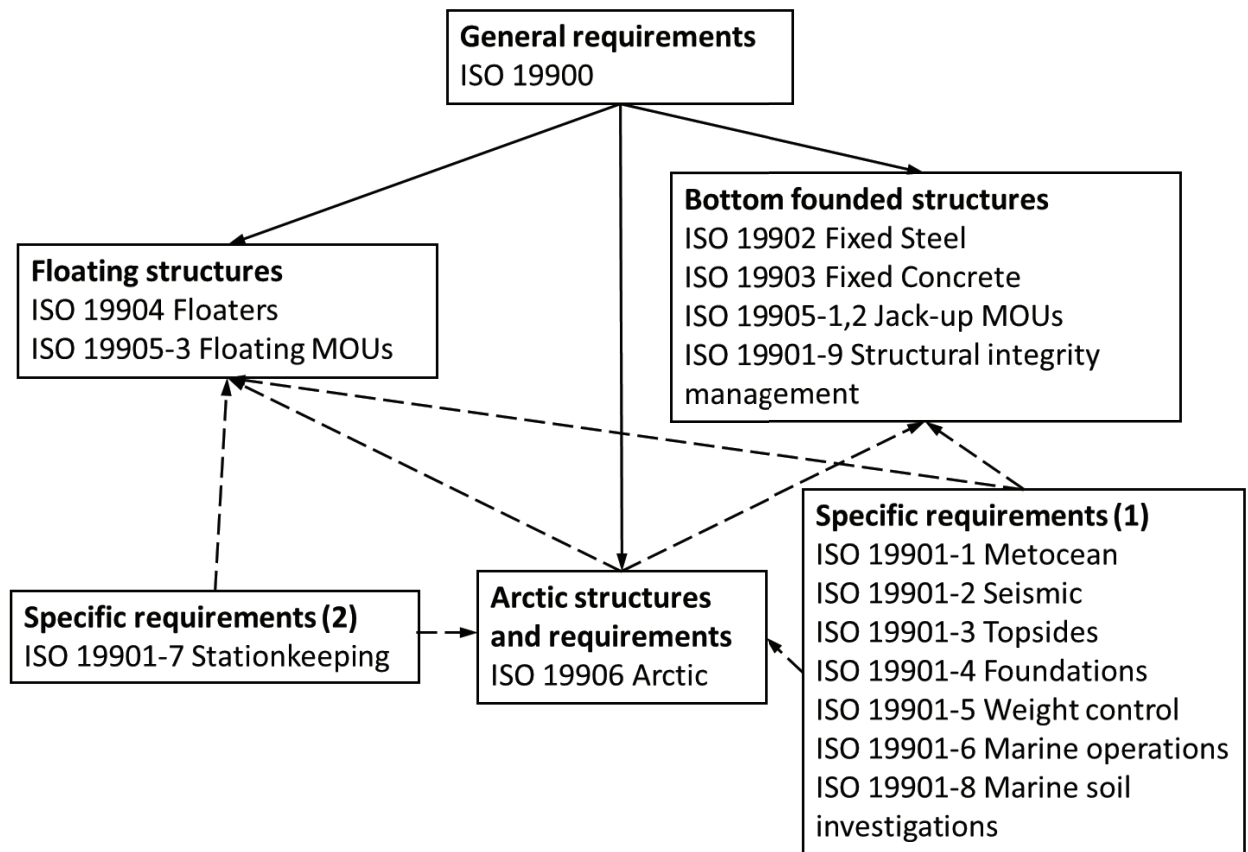 General requirements
ISO 19900
Bottom founded structures
ISO 19902 Fixed Steel
ISO 19903 Fixed Concrete
ISO 19905-1,2 Jack-up MOUs
ISO 19901-9 Structural integrity
management
Floating structures
ISO 19904 Floaters
ISO 19905-3 Floating MOUs
Specific requirements (2)
ISO 19901-7 Stationkeeping
Arctic structures
and requirements
ISO 19906 Arctic
Specific requirements (1)
ISO 19901-1 Metocean
ISO 19901-2 Seismic
ISO 19901-3 Topsides
ISO 19901-4 Foundations
ISO 19901-5 Weight control
ISO 19901-6 Marine operations
ISO 19901-8 Marine soil
investigations